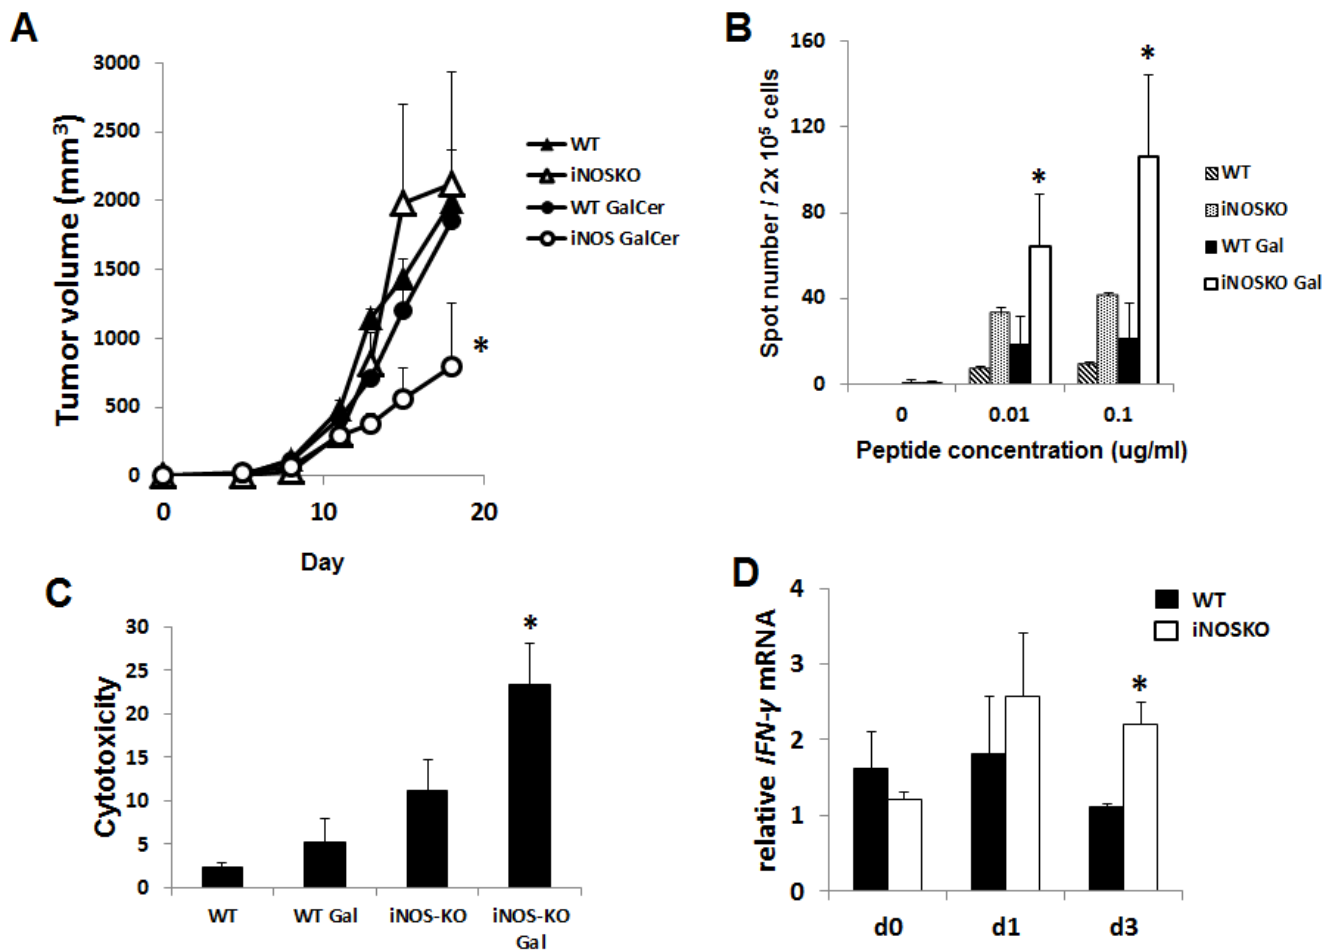 A
Tumor volume (mm³)
3000
2500
2000
1500
1000
500
0
0 10 20
Day
WT
iNOSKO
WT GalCer
iNOS GalCer
*
B
Spot number / 2x 10⁵ cells
160
120
80
40
0
0 0.01 0.1
Peptide concentration (ug/ml)
* *
WT
iNOSKO
WT Gal
iNOSKO Gal
C
Cytotoxicity
30
25
20
15
10
5
0
*
WT WT Gal iNOS-KO iNOS-KO
Gal
D
relative IFN-γ mRNA
4
3
2
1
0
d0 d1 d3
*
WT
iNOSKO